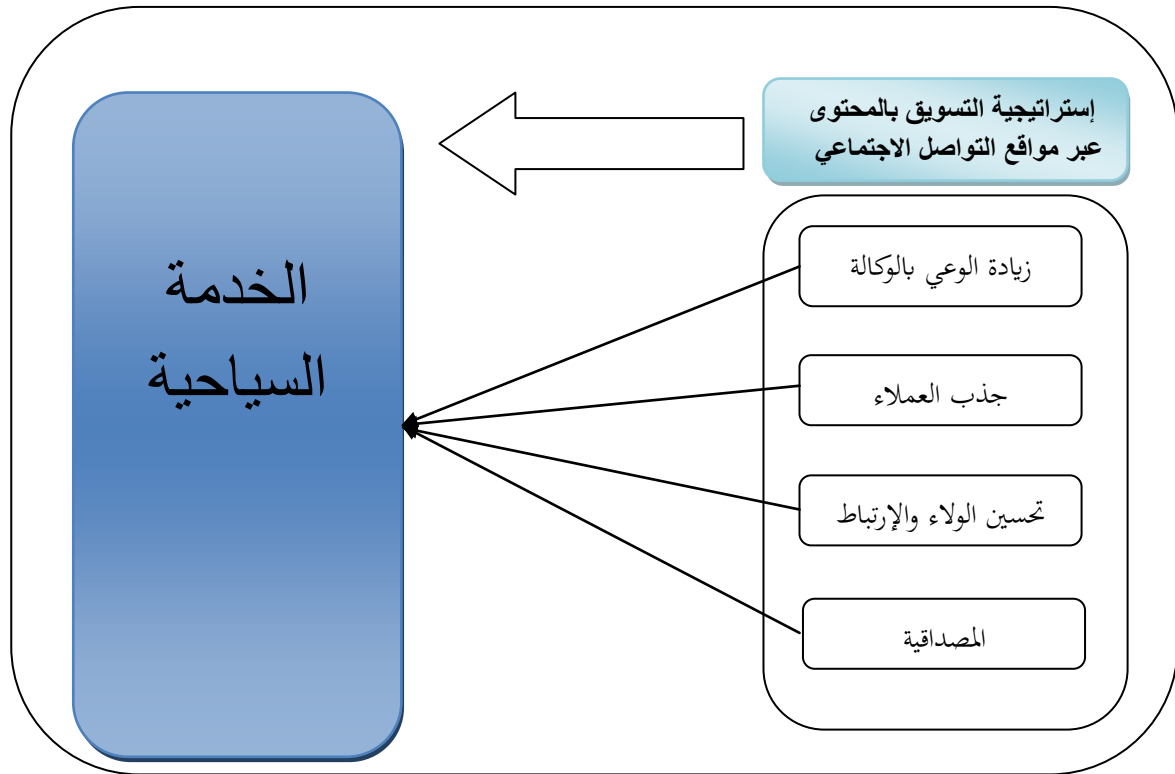 إستراتيجية التسويق بالمحتوى
عبر مواقع التواصل الاجتماعي
زيادة الوعي بالوكالة
جذب العملاء
تحسين الولاء والإرتباط
المصداقية
الخدمة
السياحية